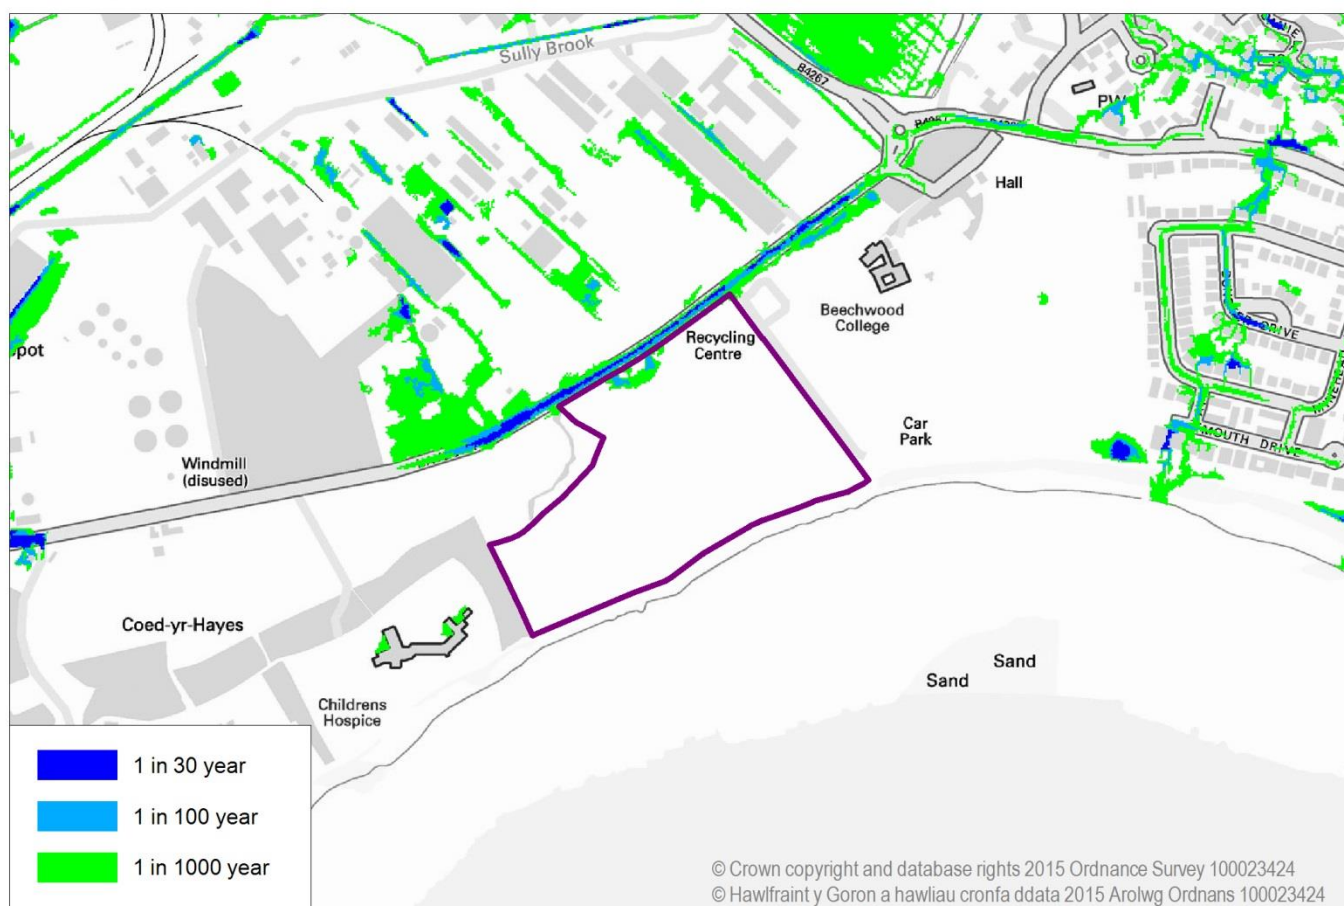 Sully Brook
B4267
PW
B4267
Hall
Beechwood
College
Recycling
Centre
Car
Park
DRIVE
MOUTH DRIVE
Windmill
(disused)
Coed-yr-Hayes
Childrens
Hospice
Sand
Sand
1 in 30 year
1 in 100 year
1 in 1000 year
© Crown copyright and database rights 2015 Ordnance Survey 100023424
© Hawlfraint y Goron a hawliau cronfa ddata 2015 Arolwg Ordnans 100023424